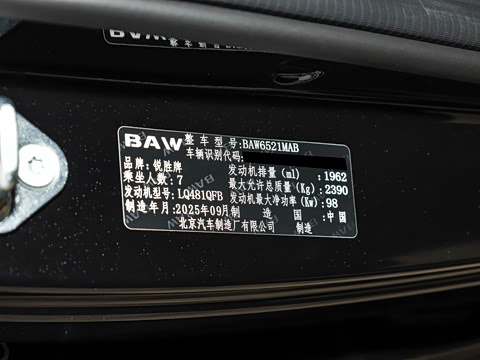 BAW 整车型号:BAW6521MAB
车辆识别代码:
品牌:锐胜牌 发动机排量(ml):1962
乘坐人数:7 最大允许总质量(Kg):2390
发动机型号:LQ481QFB 发动机最大净功率(Kw):98
制造年月:2025年09月 制造国:中国
北京汽车制造厂有限公司 制造